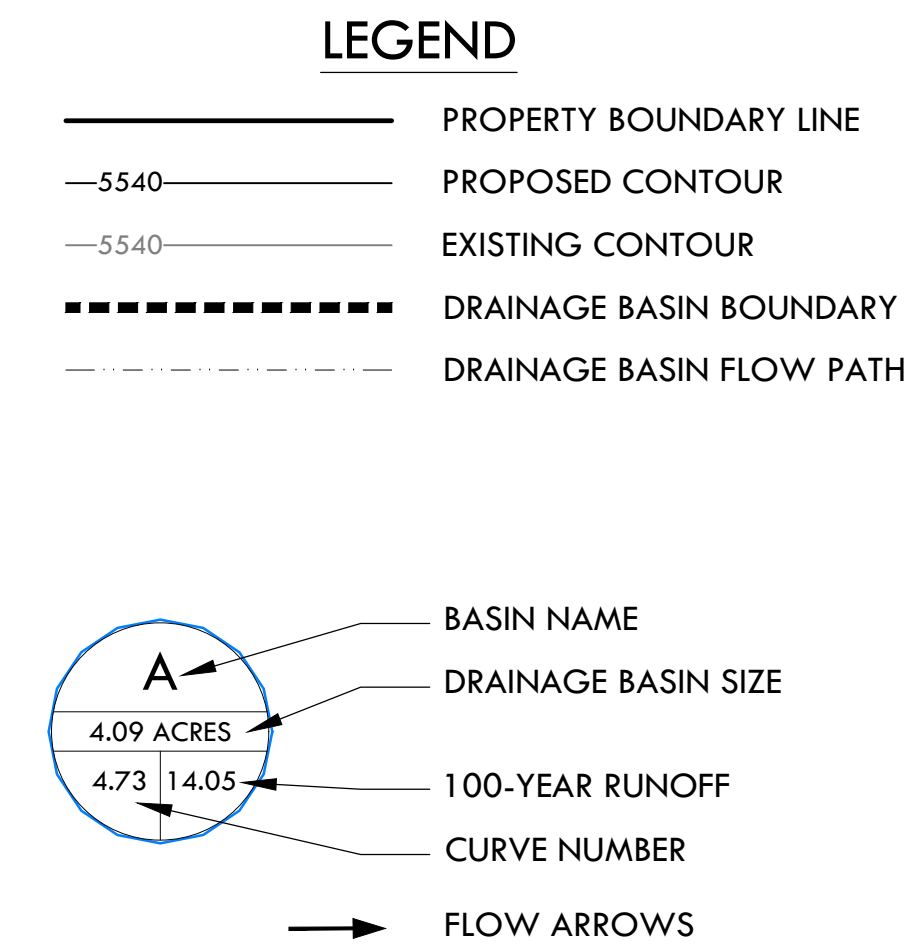 LEGEND
PROPERTY BOUNDARY LINE
5540 PROPOSED CONTOUR
5540 EXISTING CONTOUR
DRAINAGE BASIN BOUNDARY
DRAINAGE BASIN FLOW PATH
BASIN NAME
A
DRAINAGE BASIN SIZE
4.09 ACRES
4.73 14.05
100-YEAR RUNOFF
CURVE NUMBER
FLOW ARROWS